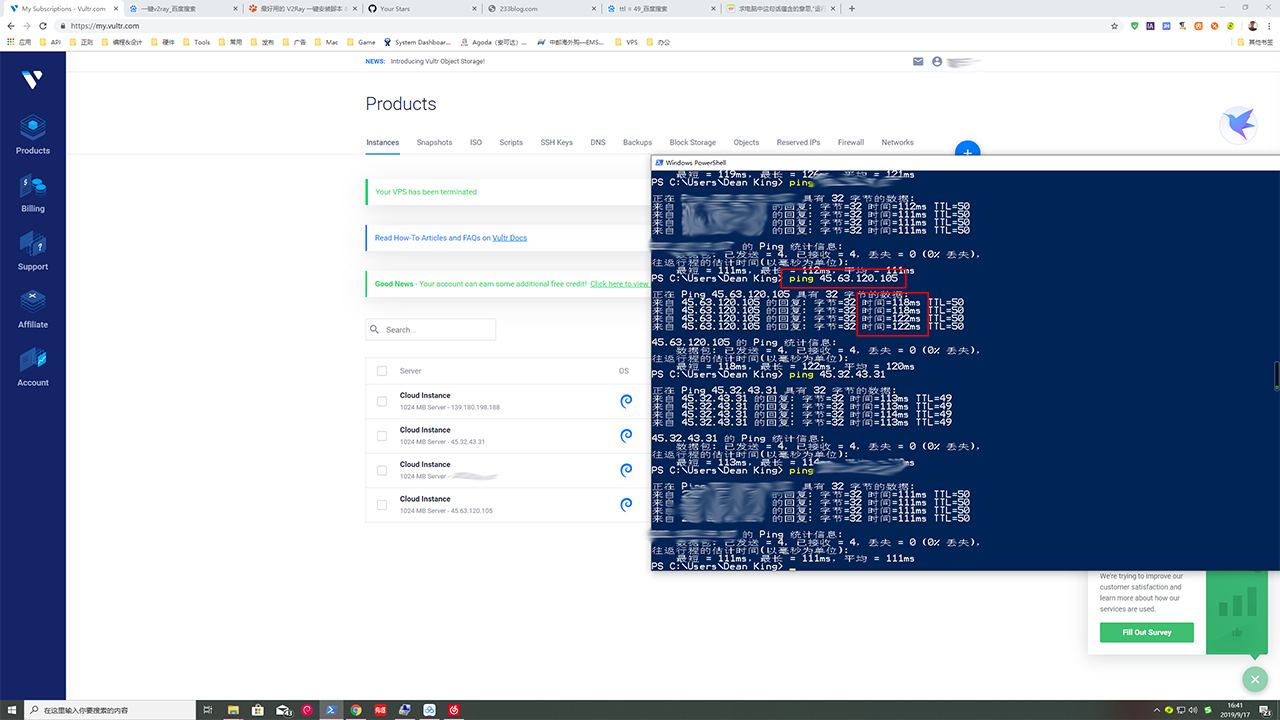 My Subscriptions - Vultr.com
一键v2ray_百度搜索
最好用的 V2Ray 一键安装脚本
Your Stars
233blog.com
ttl = 49_百度搜索
求电脑中这句话蕴含的意思,"运
https://my.vultr.com
应用 API 正则 编程&设计 硬件 Tools 常用 发布 广告 Mac Game System Dashboar... Agoda（安可达）... 中邮海外购—EMS... VPS 办公 其他书签
NEWS: Introducing Vultr Object Storage!
Products
Billing
Support
Affiliate
Account
Products
Instances Snapshots ISO Scripts SSH Keys DNS Backups Block Storage Objects Reserved IPs Firewall Networks
Your VPS has been terminated
Read How-To Articles and FAQs on Vultr Docs
Good News - Your account can earn some additional free credit! Click here to view
Search...
Server OS
Cloud Instance
1024 MB Server - 139.180.198.188
Cloud Instance
1024 MB Server - 45.32.43.31
Cloud Instance
1024 MB Server -
Cloud Instance
1024 MB Server - 45.63.120.105
Windows PowerShell
最短 = 119ms，最长 = 平均 = 121ms
PS C:\Users\Dean King> ping
正在 具有 32 字节的数据:
来自 的回复: 字节=32 时间=112ms TTL=50
来自 的回复: 字节=32 时间=111ms TTL=50
来自 的回复: 字节=32 时间=111ms TTL=50
来自 的回复: 字节=32 时间=111ms TTL=50
的 Ping 统计信息:
数据包: 已发送 = 4，已接收 = 4，丢失 = 0 (0% 丢失)，
往返行程的估计时间(以毫秒为单位):
最短 = 111ms，最长 = 112ms，平均 = 111ms
PS C:\Users\Dean King> ping 45.63.120.105
正在 Ping 45.63.120.105 具有 32 字节的数据:
来自 45.63.120.105 的回复: 字节=32 时间=118ms TTL=50
来自 45.63.120.105 的回复: 字节=32 时间=118ms TTL=50
来自 45.63.120.105 的回复: 字节=32 时间=122ms TTL=50
来自 45.63.120.105 的回复: 字节=32 时间=122ms TTL=50
45.63.120.105 的 Ping 统计信息:
数据包: 已发送 = 4，已接收 = 4，丢失 = 0 (0% 丢失)，
往返行程的估计时间(以毫秒为单位):
最短 = 118ms，最长 = 122ms，平均 = 120ms
PS C:\Users\Dean King> ping 45.32.43.31
正在 Ping 45.32.43.31 具有 32 字节的数据:
来自 45.32.43.31 的回复: 字节=32 时间=113ms TTL=49
来自 45.32.43.31 的回复: 字节=32 时间=113ms TTL=49
来自 45.32.43.31 的回复: 字节=32 时间=114ms TTL=49
来自 45.32.43.31 的回复: 字节=32 时间=113ms TTL=49
45.32.43.31 的 Ping 统计信息:
数据包: 已发送 = 4，已接收 = 4，丢失 = 0 (0% 丢失)，
往返行程的估计时间(以毫秒为单位):
最短 = 113ms，最长 =
PS C:\Users\Dean King> ping
正在 具有 32 字节的数据:
来自 的回复: 字节=32 时间=111ms TTL=50
来自 的回复: 字节=32 时间=111ms TTL=50
来自 的回复: 字节=32 时间=111ms TTL=50
来自 的回复: 字节=32 时间=111ms TTL=50
的 Ping 统计信息:
数据包: 已发送 = 4，已接收 = 4，丢失 = 0 (0% 丢失)，
往返行程的估计时间(以毫秒为单位):
最短 = 111ms，最长 = 111ms，平均 = 111ms
PS C:\Users\Dean King>
We're trying to improve our
customer satisfaction and
learn more about how our
services are used.
Fill Out Survey
在这里输入你要搜索的内容
16:41
2019/9/17